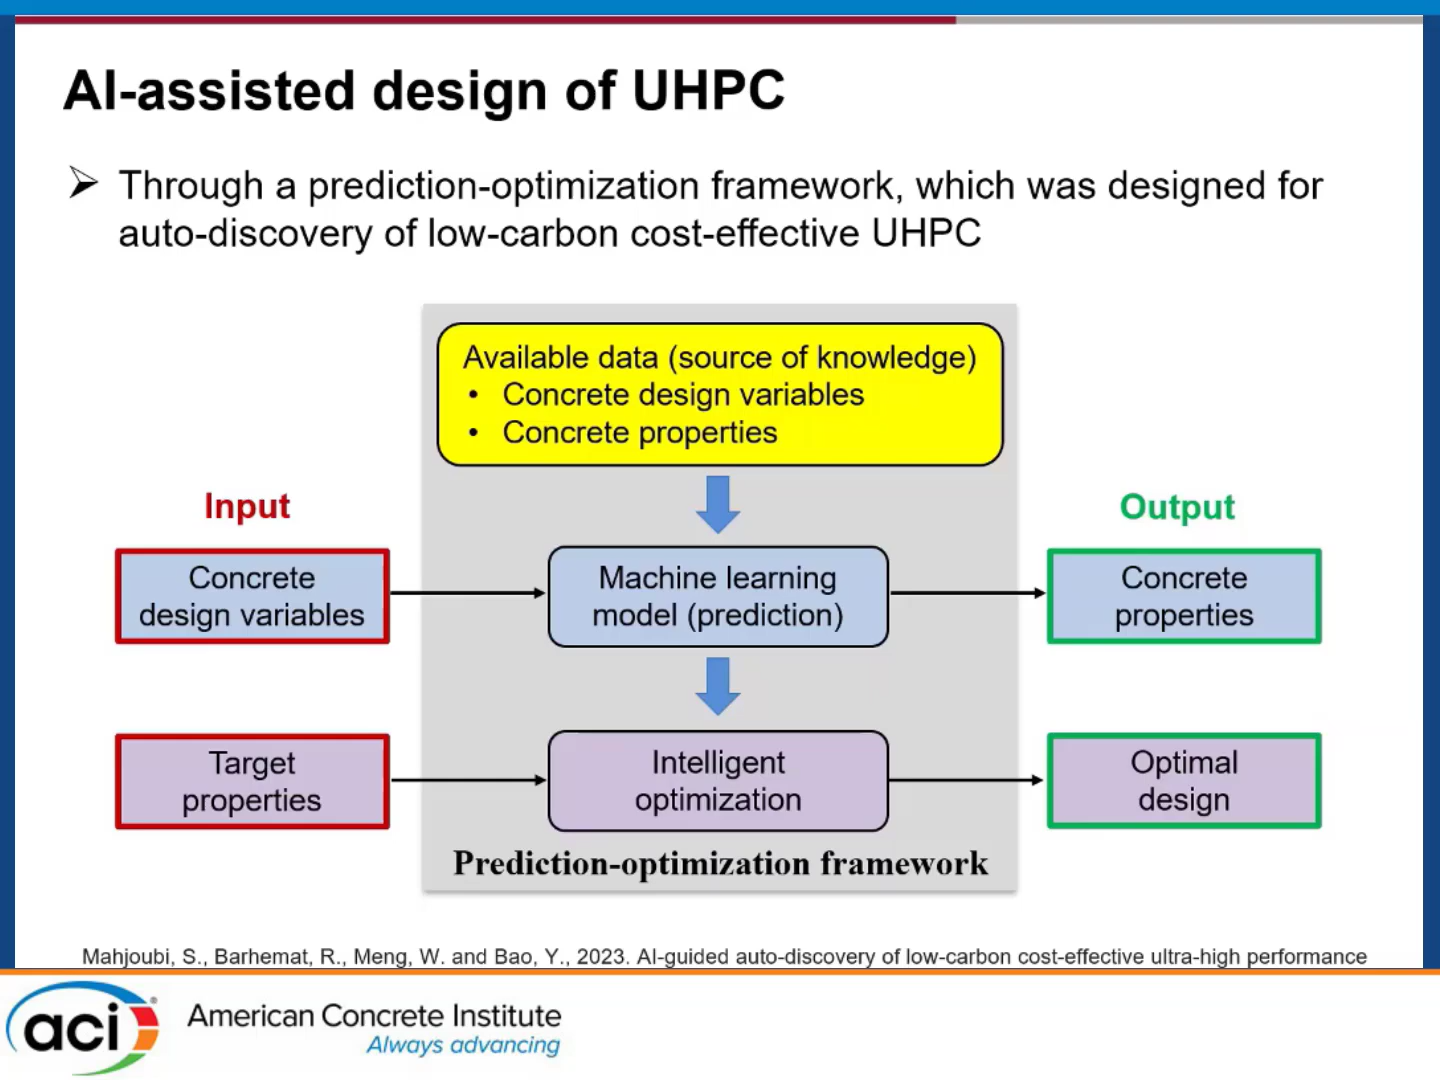 AI-assisted design of UHPC
➢ Through a prediction-optimization framework, which was designed for
auto-discovery of low-carbon cost-effective UHPC
Available data (source of knowledge)
• Concrete design variables
• Concrete properties
Input
Output
Concrete
design variables
Machine learning
model (prediction)
Concrete
properties
Target
properties
Intelligent
optimization
Optimal
design
Prediction-optimization framework
Mahjoubi, S., Barhemat, R., Meng, W. and Bao, Y., 2023. AI-guided auto-discovery of low-carbon cost-effective ultra-high performance
aci
American Concrete Institute
Always advancing